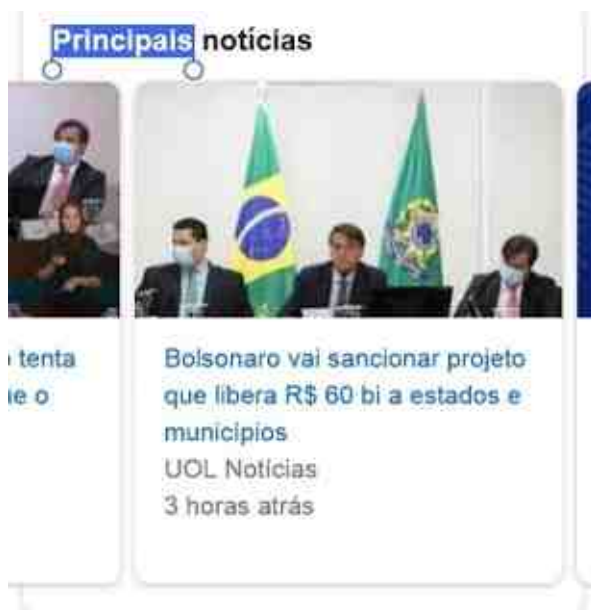 Principais notícias
tenta
e o
Bolsonaro vai sancionar projeto
que libera R$ 60 bi a estados e
municípios
UOL Notícias
3 horas atrás